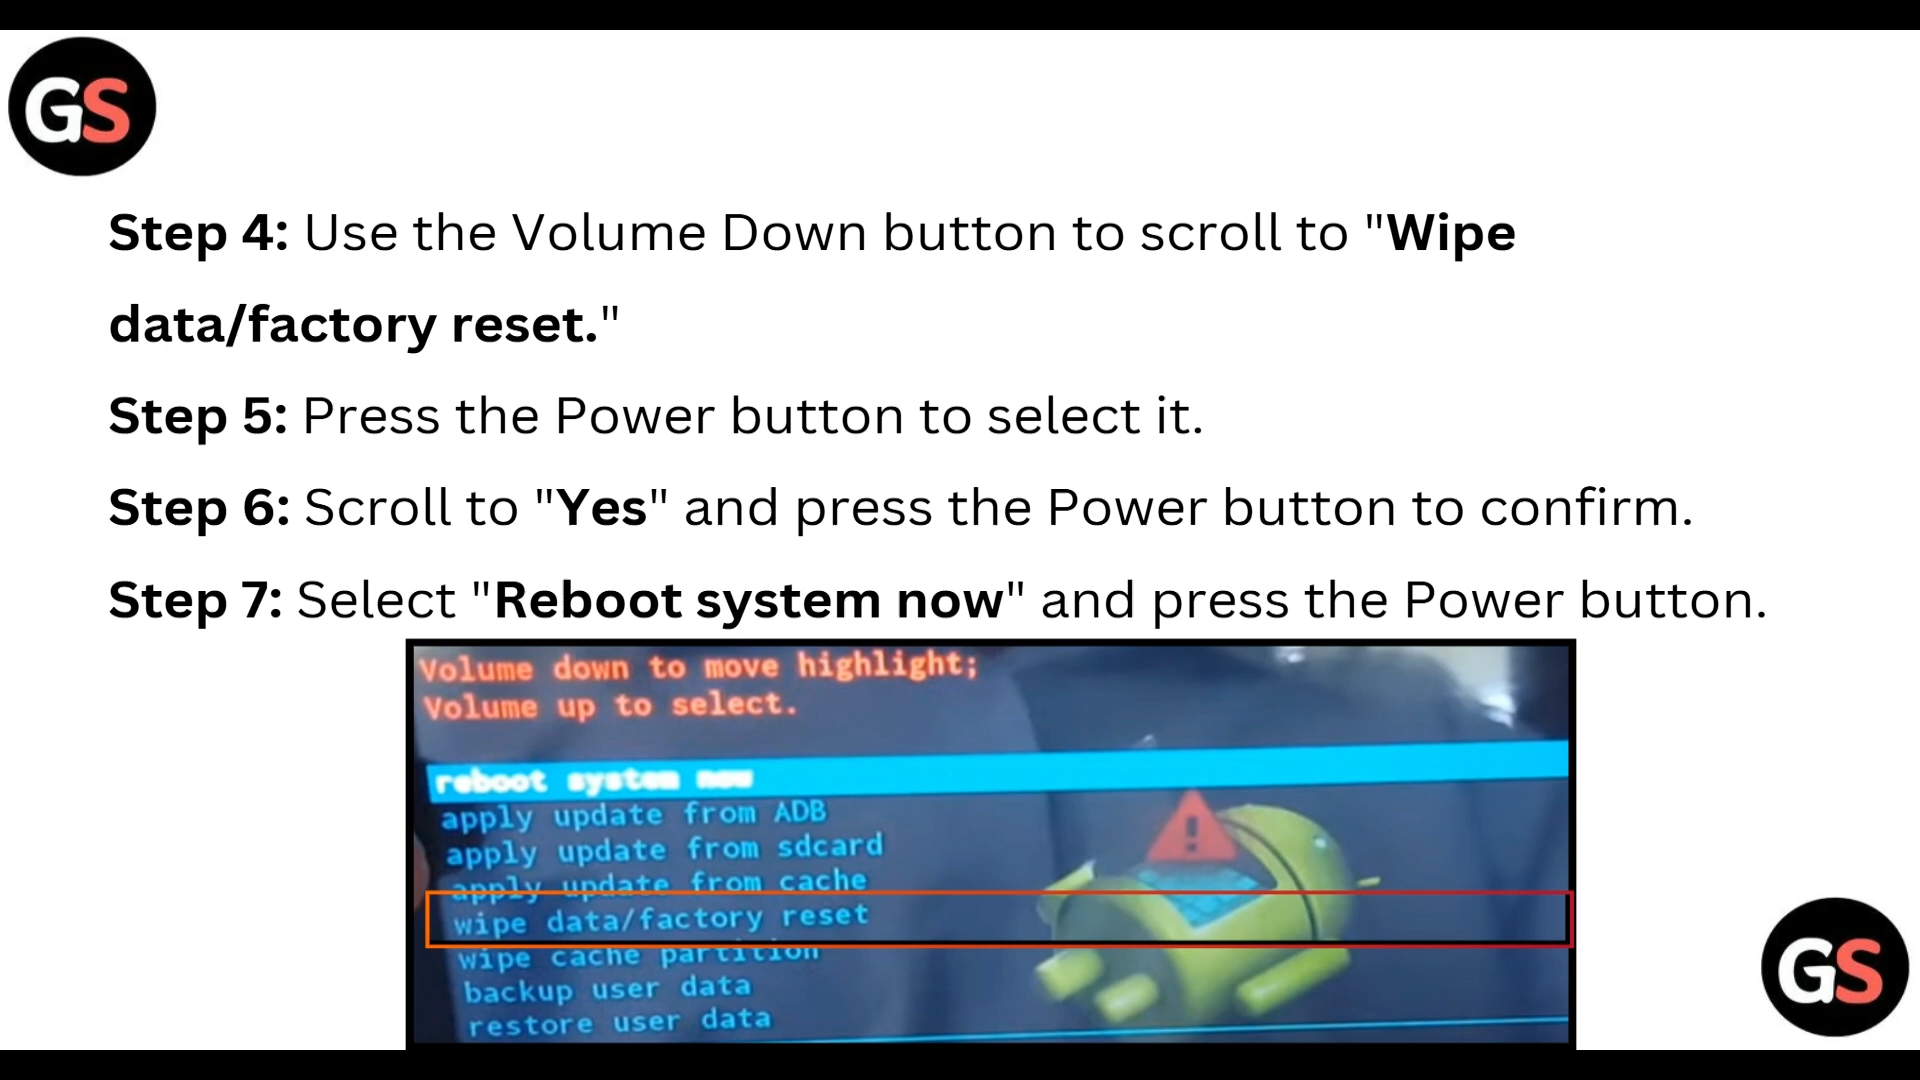 GS
Step 4: Use the Volume Down button to scroll to "Wipe
data/factory reset."
Step 5: Press the Power button to select it.
Step 6: Scroll to "Yes" and press the Power button to confirm.
Step 7: Select "Reboot system now" and press the Power button.
Volume down to move highlight;
Volume up to select.
reboot system now
apply update from ADB
apply update from sdcard
apply update from cache
wipe data/factory reset
wipe cache partition
backup user data
restore user data
GS